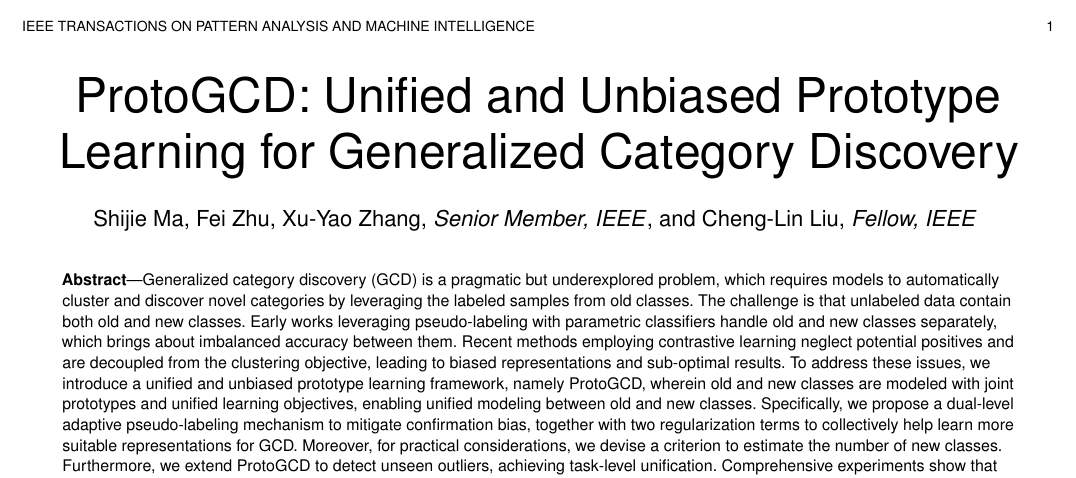 IEEE TRANSACTIONS ON PATTERN ANALYSIS AND MACHINE INTELLIGENCE 1
ProtoGCD: Unified and Unbiased Prototype
Learning for Generalized Category Discovery
Shijie Ma, Fei Zhu, Xu-Yao Zhang, Senior Member, IEEE, and Cheng-Lin Liu, Fellow, IEEE
Abstract—Generalized category discovery (GCD) is a pragmatic but underexplored problem, which requires models to automatically
cluster and discover novel categories by leveraging the labeled samples from old classes. The challenge is that unlabeled data contain
both old and new classes. Early works leveraging pseudo-labeling with parametric classifiers handle old and new classes separately,
which brings about imbalanced accuracy between them. Recent methods employing contrastive learning neglect potential positives and
are decoupled from the clustering objective, leading to biased representations and sub-optimal results. To address these issues, we
introduce a unified and unbiased prototype learning framework, namely ProtoGCD, wherein old and new classes are modeled with joint
prototypes and unified learning objectives, enabling unified modeling between old and new classes. Specifically, we propose a dual-level
adaptive pseudo-labeling mechanism to mitigate confirmation bias, together with two regularization terms to collectively help learn more
suitable representations for GCD. Moreover, for practical considerations, we devise a criterion to estimate the number of new classes.
Furthermore, we extend ProtoGCD to detect unseen outliers, achieving task-level unification. Comprehensive experiments show that